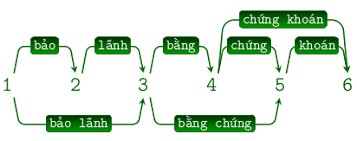 chứng khoán
bảo lãnh bằng chứng khoán
1 2 3 4 5 6
bảo lãnh bằng chứng